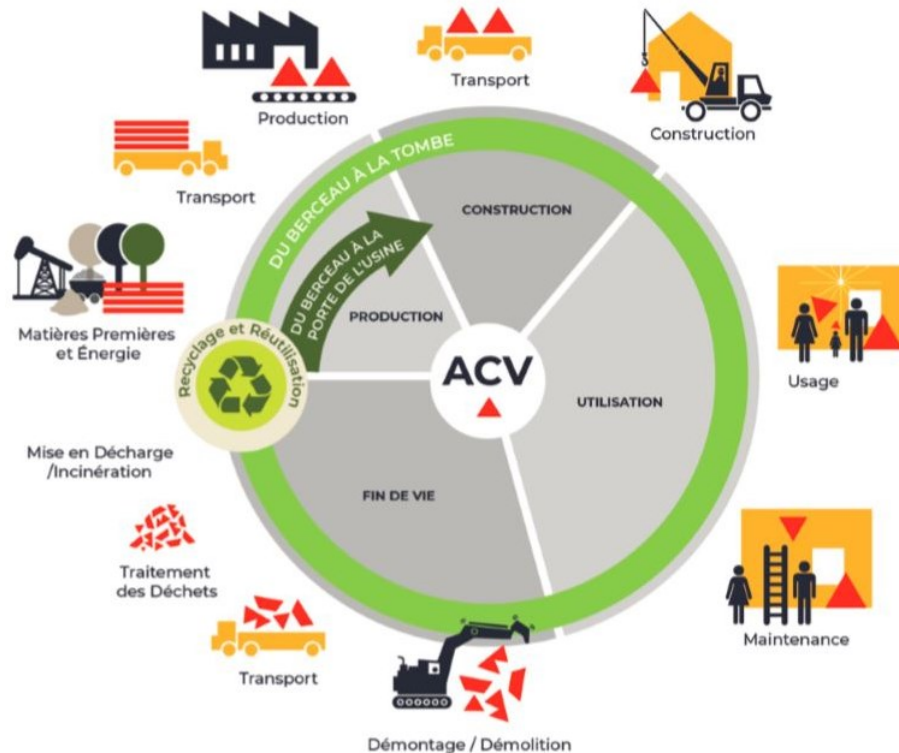 Production
Transport
Construction
Transport
Matières Premières
et Énergie
Mise en Décharge
/Incinération
Traitement
des Déchets
Transport
Démontage / Démolition
Maintenance
Usage
DU BERCEAU À LA TOMBE
DU BERCEAU À LA
PORTE DE L'USINE
Recyclage et Réutilisation
PRODUCTION
CONSTRUCTION
UTILISATION
FIN DE VIE
ACV